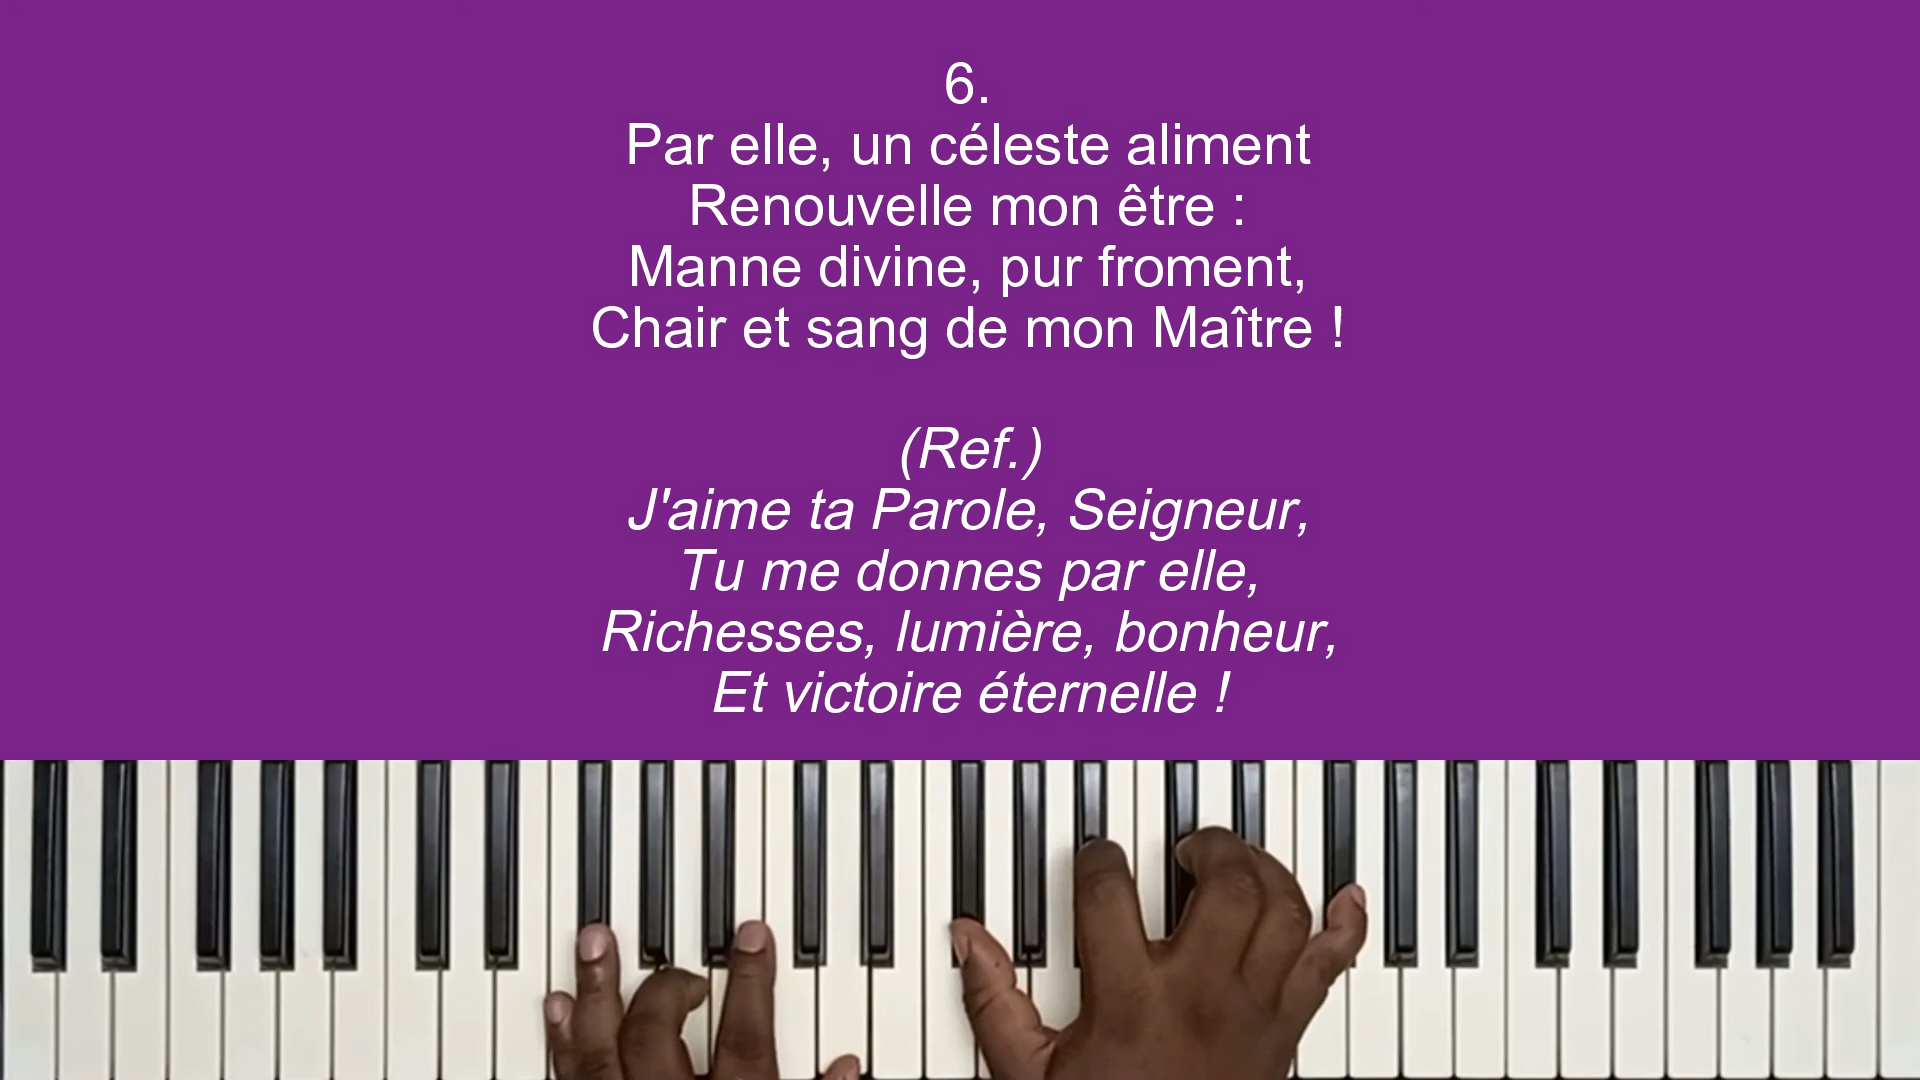 6.
Par elle, un céleste aliment
Renouvelle mon être :
Manne divine, pur froment,
Chair et sang de mon Maître !
(Ref.)
J'aime ta Parole, Seigneur,
Tu me donnes par elle,
Richesses, lumière, bonheur,
Et victoire éternelle !